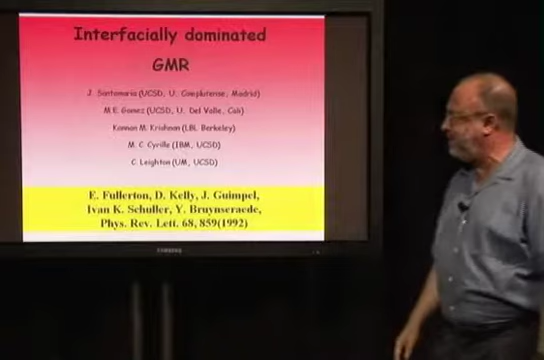 Interfacially dominated
GMR
J. Santamaria (UCSD, U. Complutense, Madrid)
M.E. Gomez (UCSD, U. Del Valle, Cali)
Kannan M. Krishnan (LBL Berkeley)
M. C. Cyrille (IBM, UCSD)
C. Leighton (UM, UCSD)
E. Fullerton, D. Kelly, J. Guimpel,
Ivan K. Schuller, Y. Bruynseraede,
Phys. Rev. Lett. 68, 859(1992)
SAMSUNG